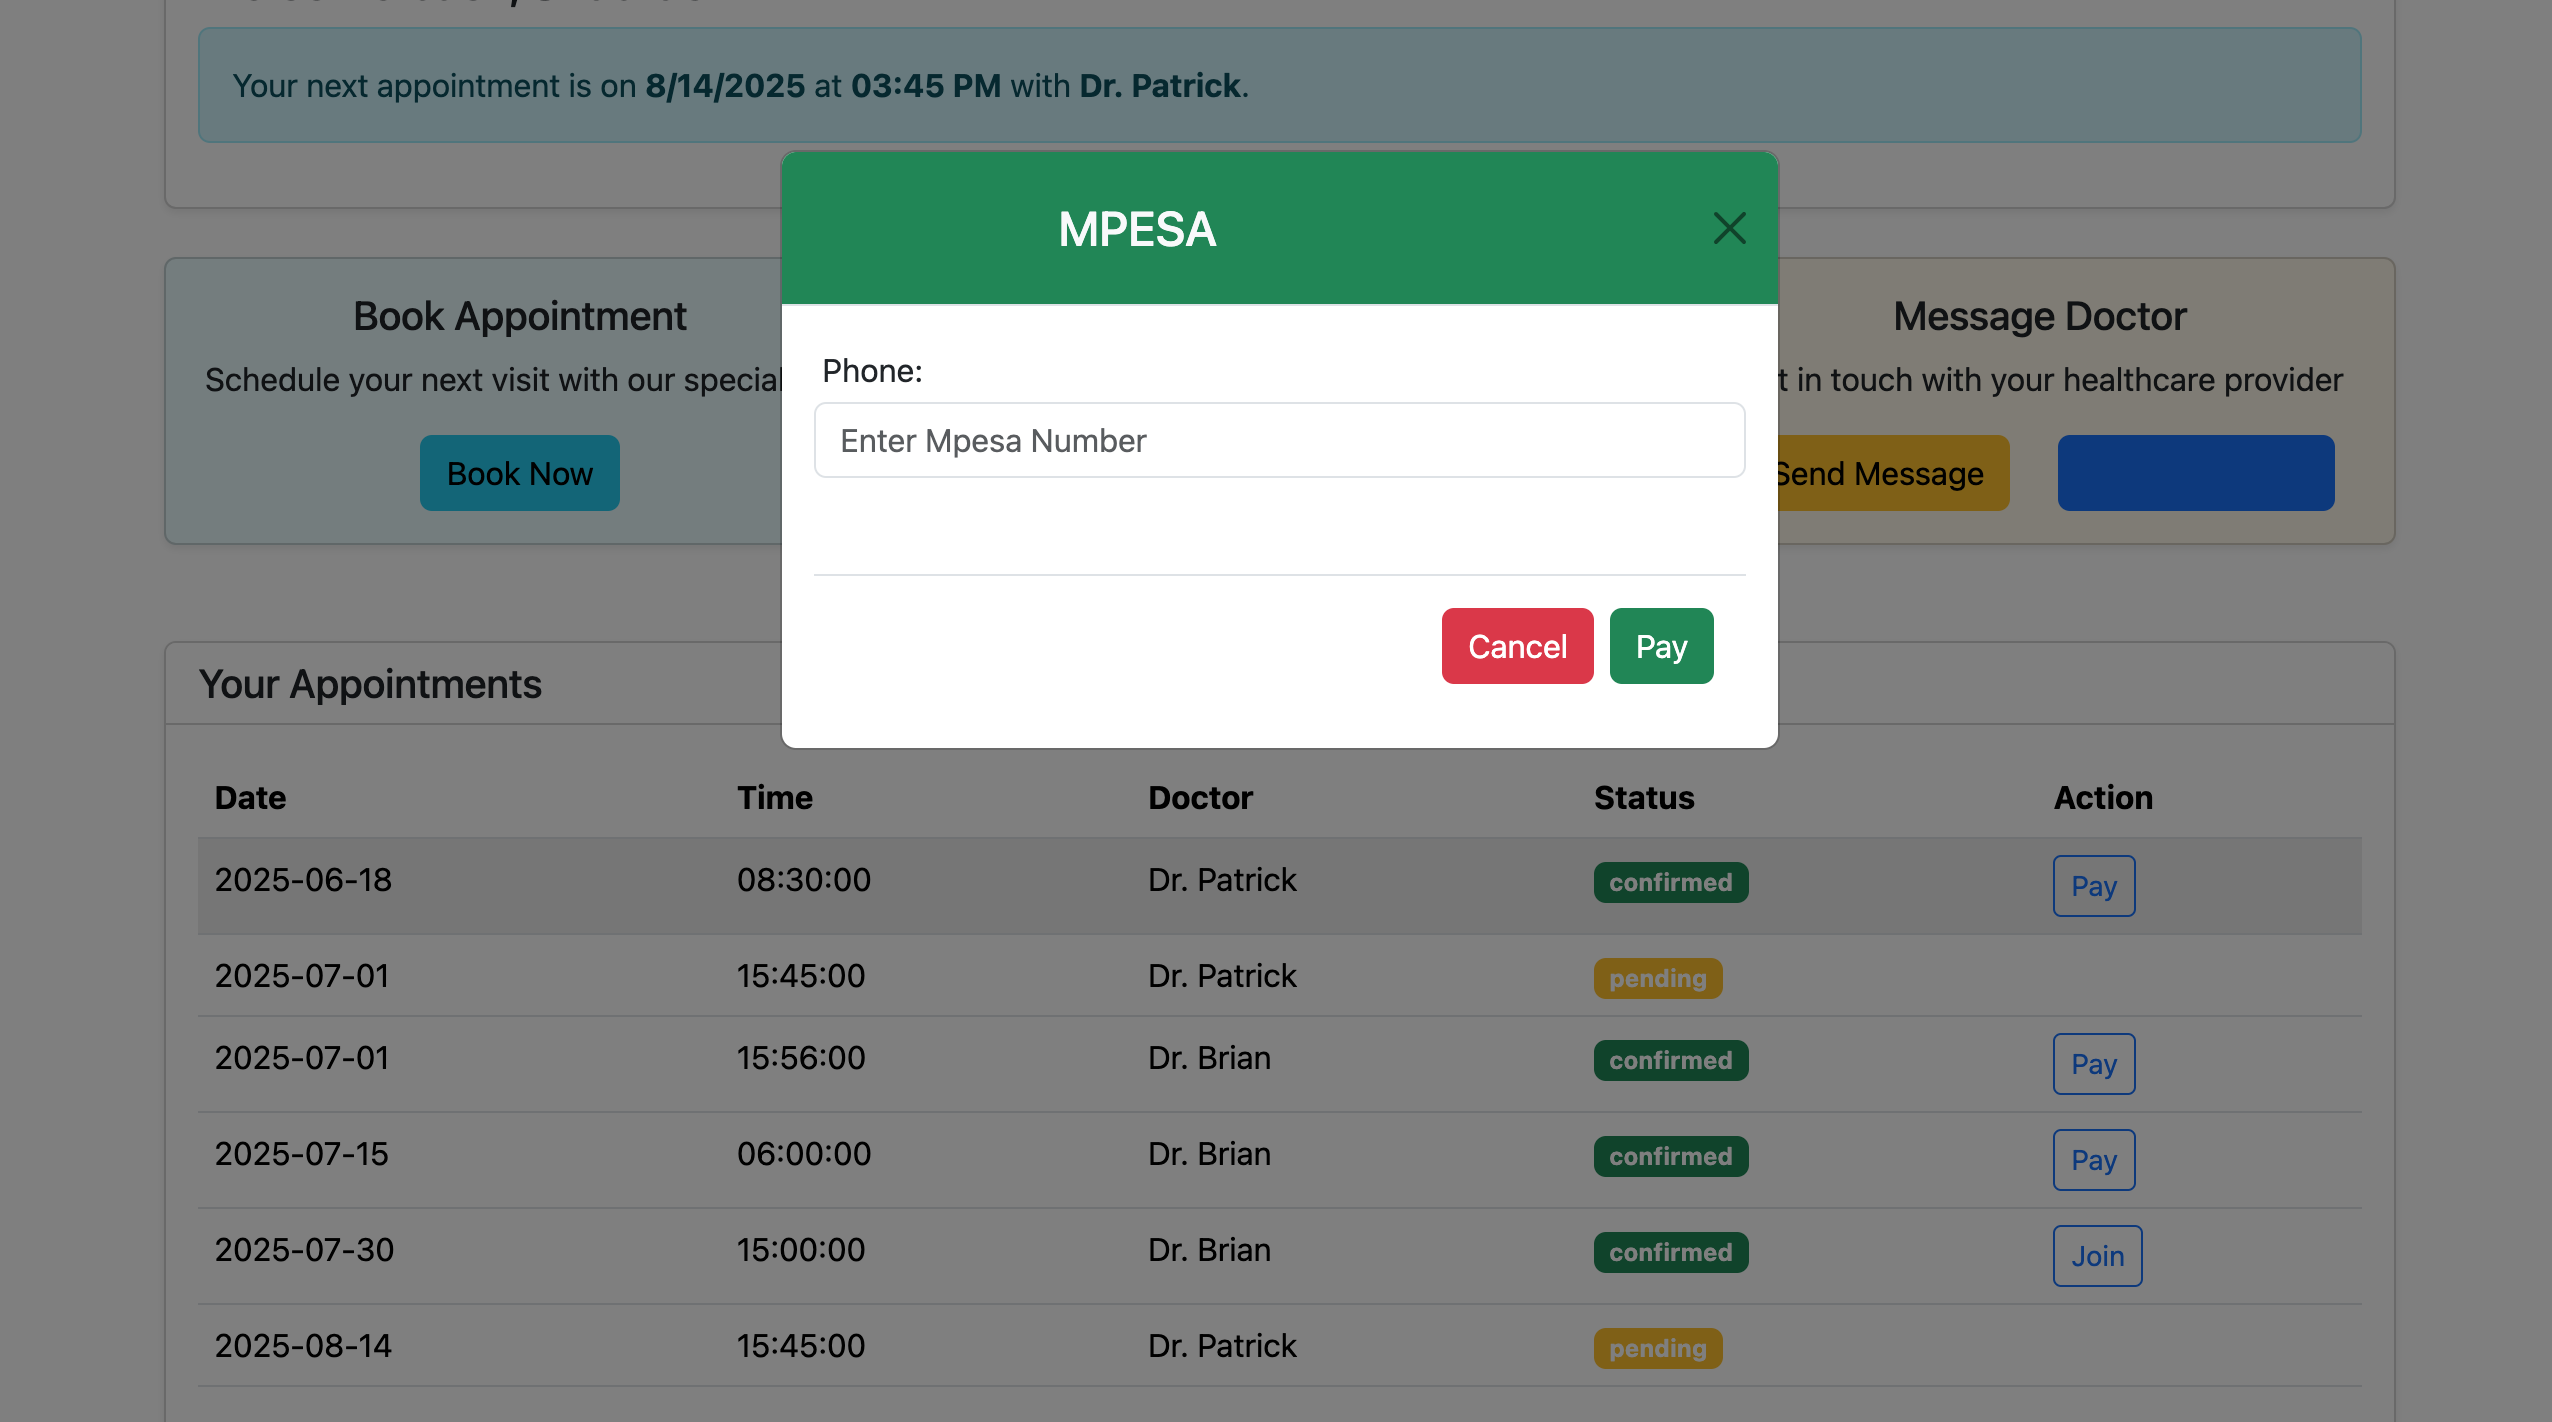 Your next appointment is on 8/14/2025 at 03:45 PM with Dr. Patrick.
MPESA
Phone:
Enter Mpesa Number
Cancel
Pay
Book Appointment
Schedule your next visit with our
Book Now
Message Doctor
in touch with your healthcare provider
Send Message
Your Appointments
Date Time Doctor Status Action
2025-06-18 08:30:00 Dr. Patrick confirmed Pay
2025-07-01 15:45:00 Dr. Patrick pending
2025-07-01 15:56:00 Dr. Brian confirmed Pay
2025-07-15 06:00:00 Dr. Brian confirmed Pay
2025-07-30 15:00:00 Dr. Brian confirmed Join
2025-08-14 15:45:00 Dr. Patrick pending